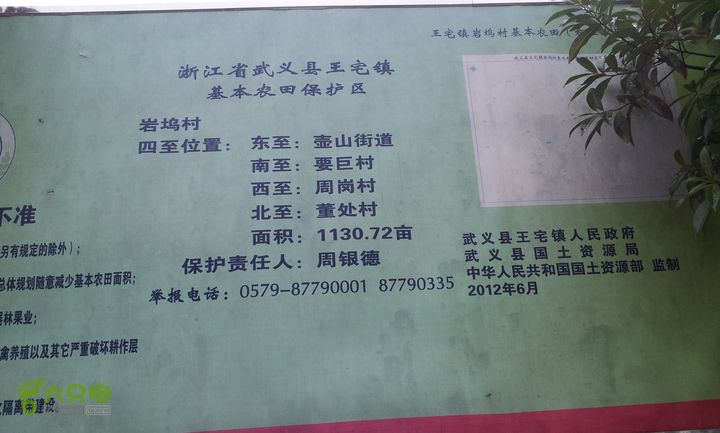 王宅镇岩坞村基本农田
浙江省武义县王宅镇
基本农田保护区
岩坞村
四至位置：东至：壶山街道
南至：要巨村
西至：周岗村
北至：董处村
面积：1130.72亩
保护责任人：周银德
举报电话：0579-87790001 87790335
武义县王宅镇人民政府
武义县国土资源局
中华人民共和国国土资源部 监制
2012年6月
不准
另有规定的除外）；
总体规划随意减少基本农田面积；
林果业；
禽养殖以及其它严重破坏耕作层
隔离带建设。
六只脚